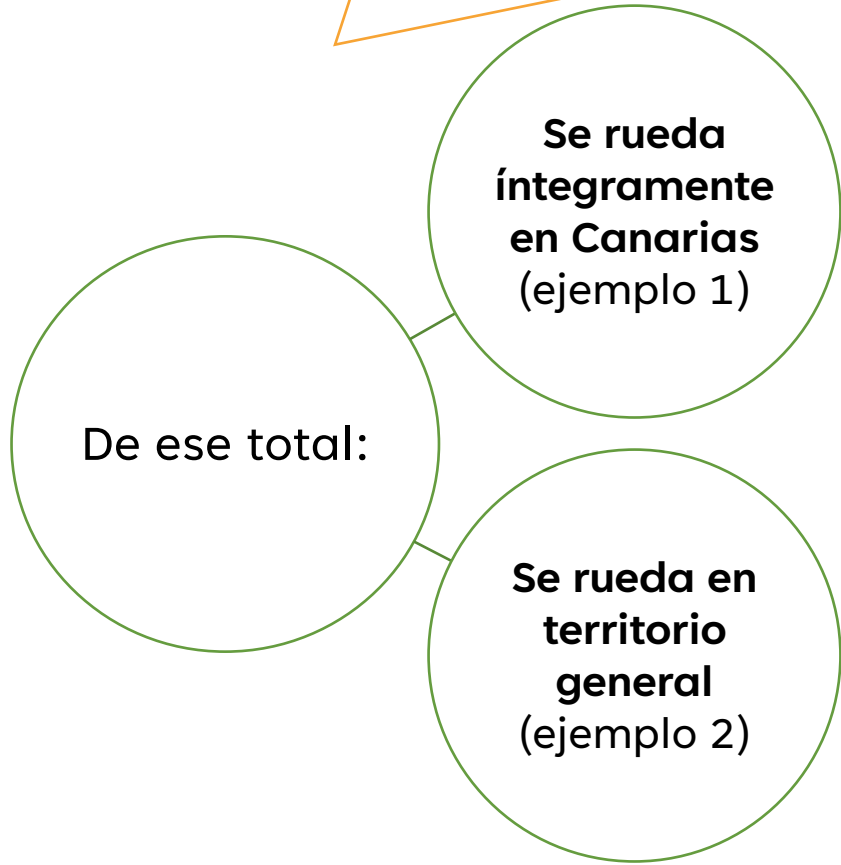 De ese total:
Se rueda
íntegramente
en Canarias
(ejemplo 1)
Se rueda en
territorio
general
(ejemplo 2)